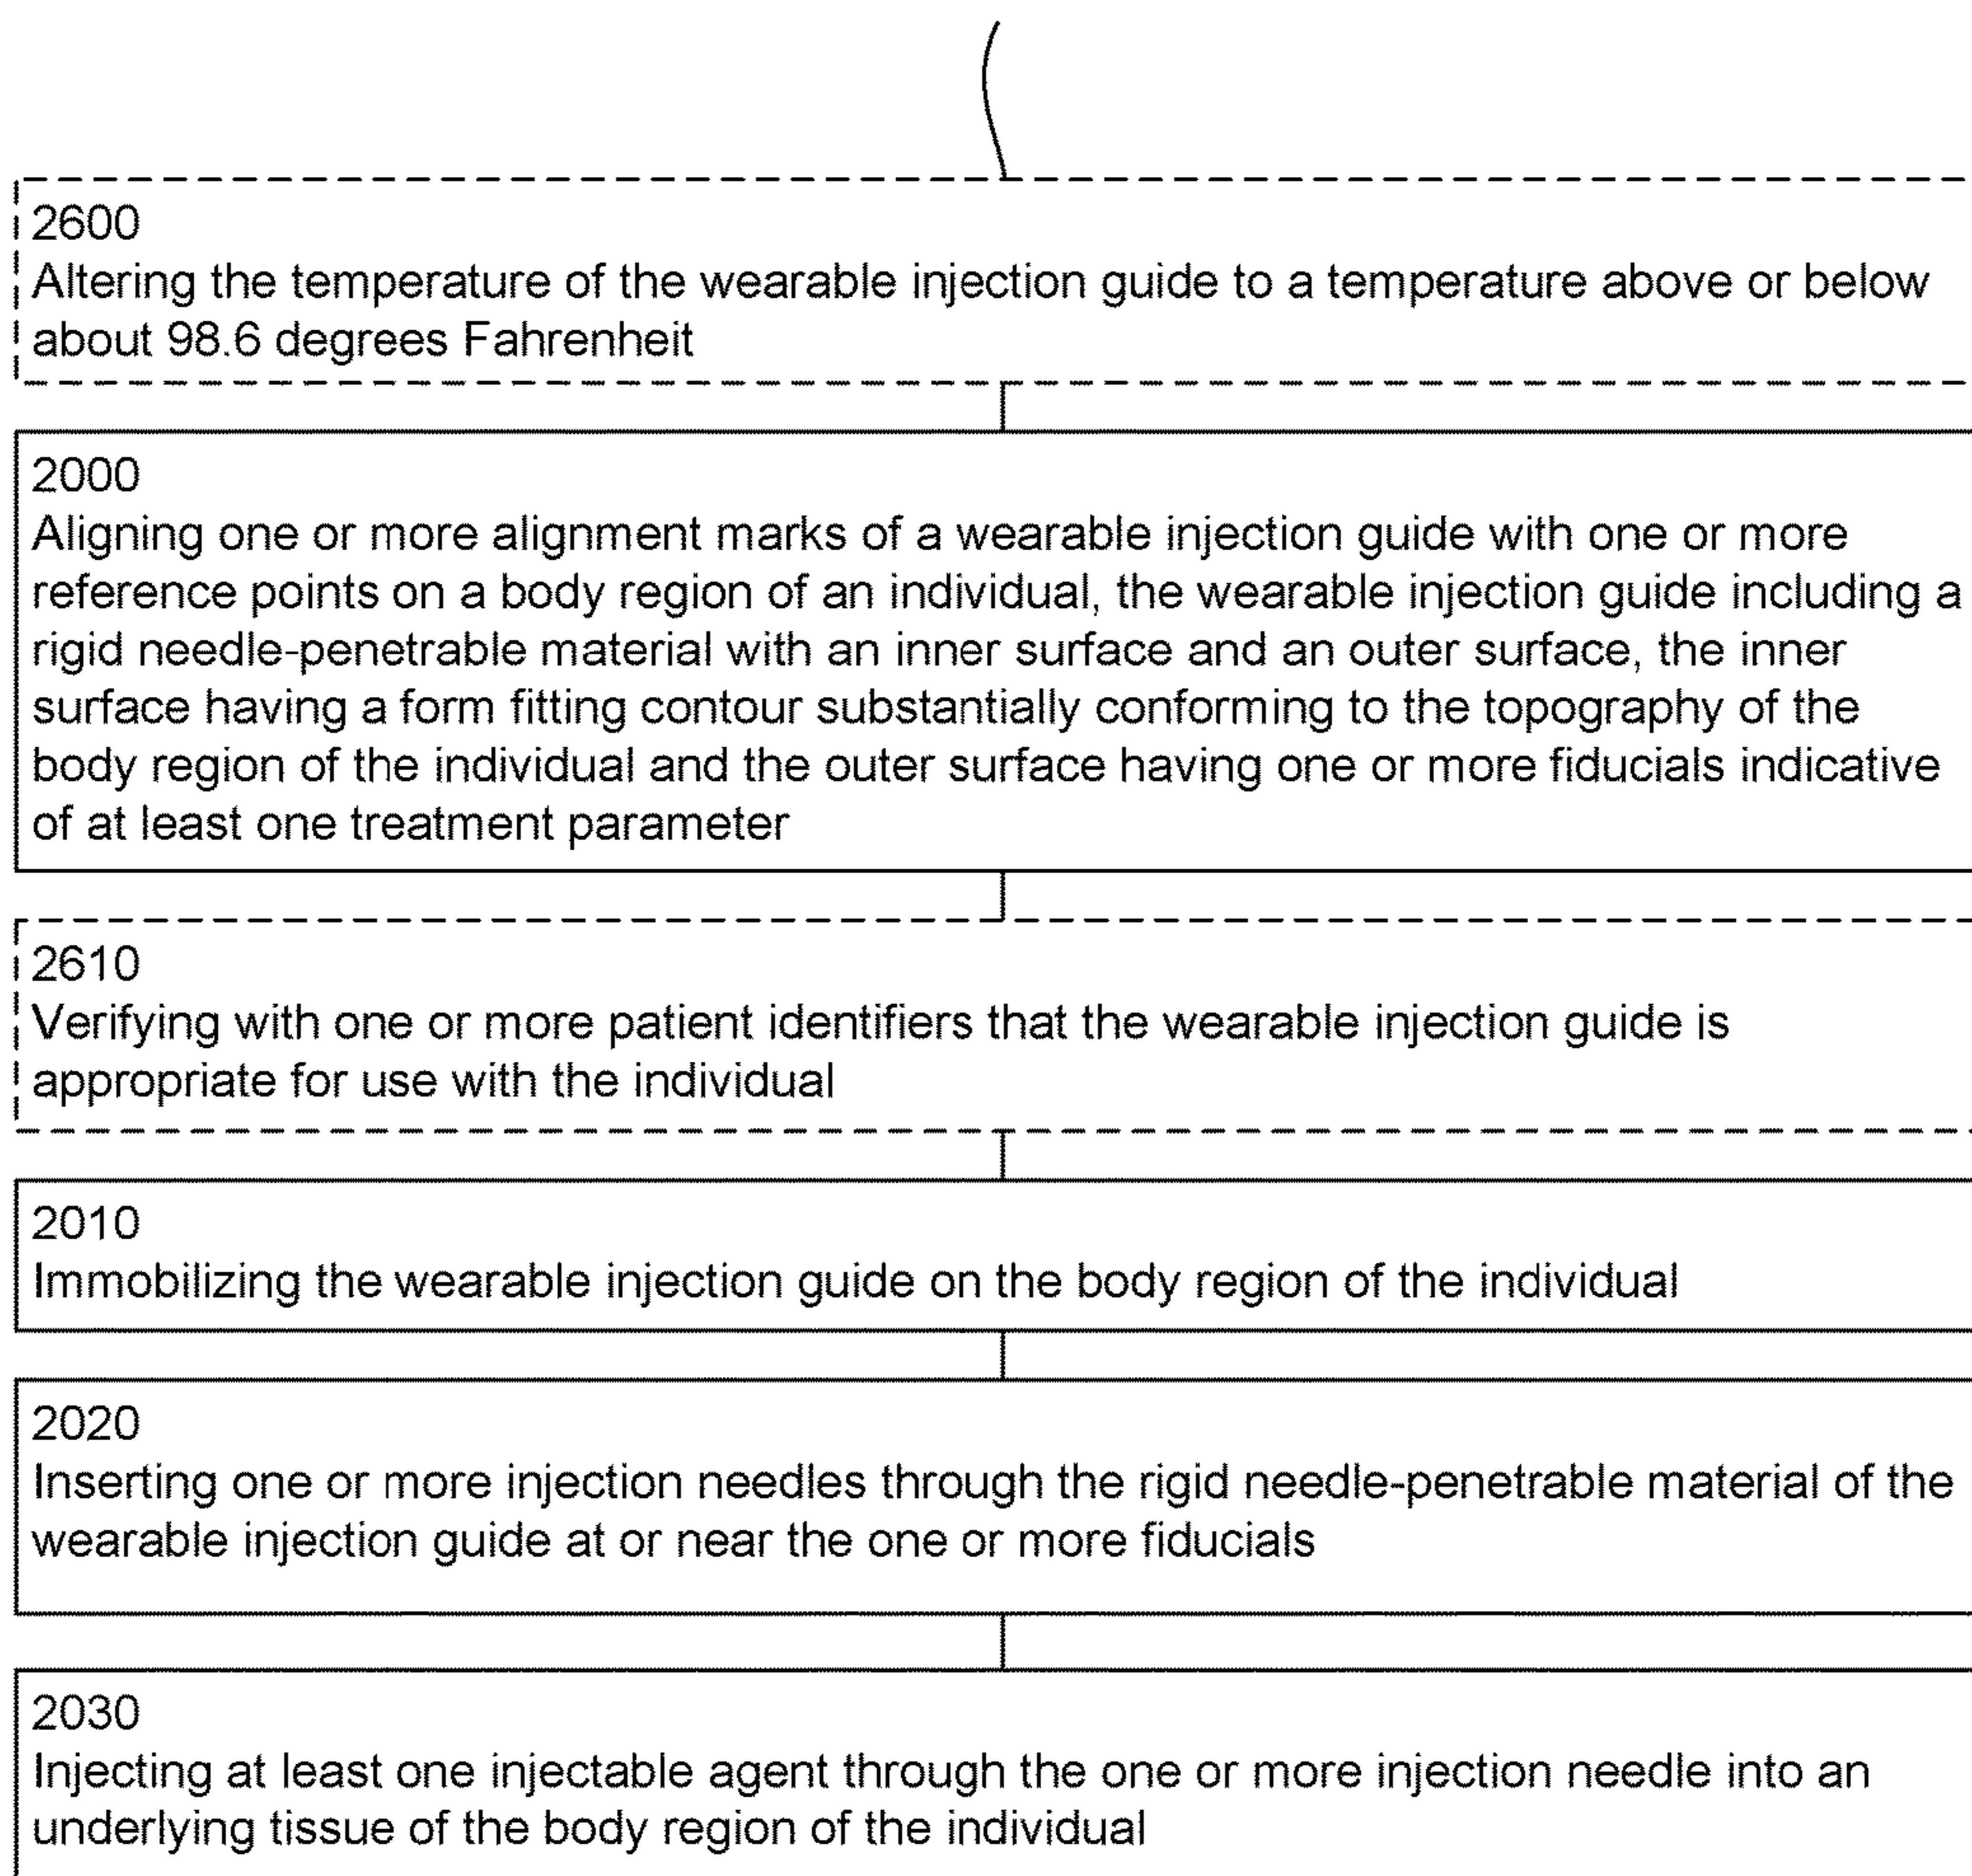 2600
Altering the temperature of the wearable injection guide to a temperature above or below
about 98.6 degrees Fahrenheit
2000
Aligning one or more alignment marks of a wearable injection guide with one or more
reference points on a body region of an individual, the wearable injection guide including a
rigid needle-penetrable material with an inner surface and an outer surface, the inner
surface having a form fitting contour substantially conforming to the topography of the
body region of the individual and the outer surface having one or more fiducials indicative
of at least one treatment parameter
2610
Verifying with one or more patient identifiers that the wearable injection guide is
appropriate for use with the individual
2010
Immobilizing the wearable injection guide on the body region of the individual
2020
Inserting one or more injection needles through the rigid needle-penetrable material of the
wearable injection guide at or near the one or more fiducials
2030
Injecting at least one injectable agent through the one or more injection needle into an
underlying tissue of the body region of the individual